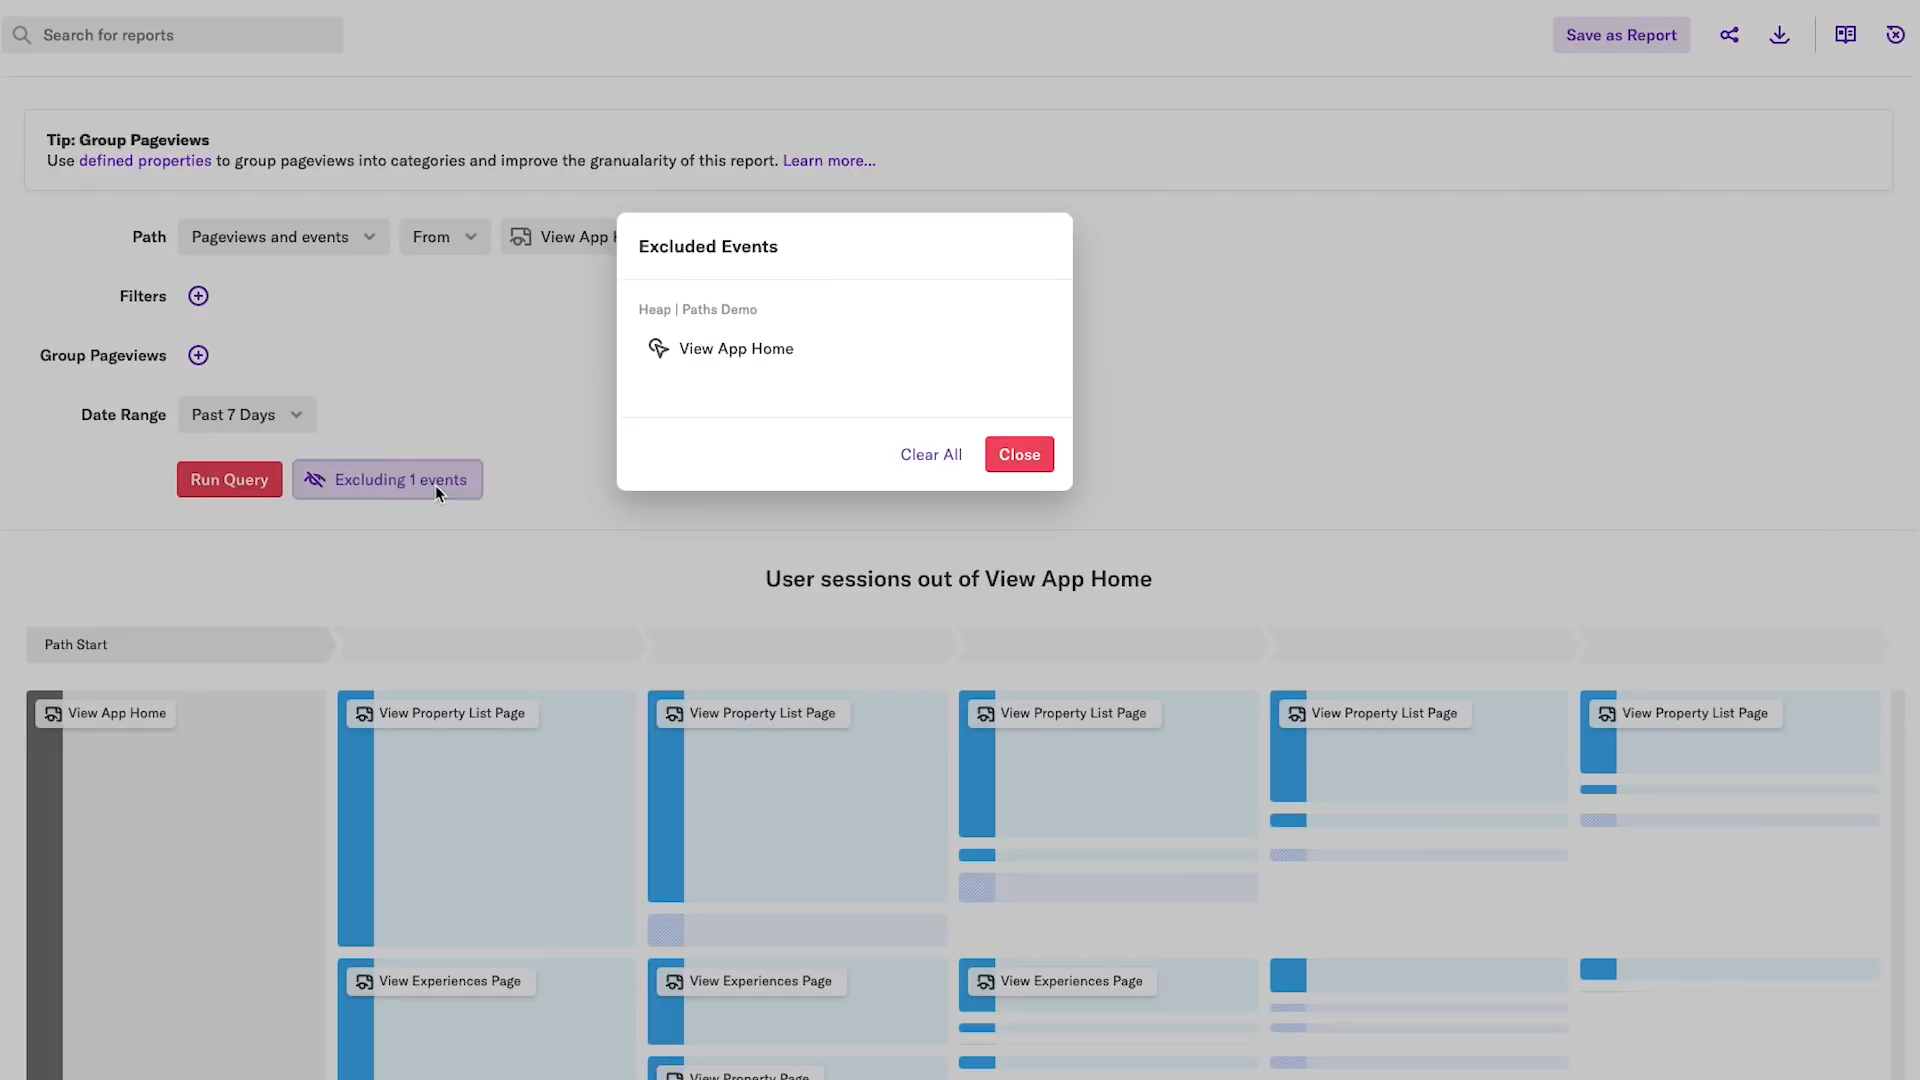 Search for reports
Save as Report
Tip: Group Pageviews
Use defined properties to group pageviews into categories and improve the granualarity of this report. Learn more...
Path
Pageviews and events
From
View App
Filters
Group Pageviews
Date Range
Past 7 Days
Run Query
Excluding 1 events
Excluded Events
Heap | Paths Demo
View App Home
Clear All
Close
User sessions out of View App Home
Path Start
View App Home
View Property List Page
View Property List Page
View Property List Page
View Property List Page
View Property List Page
View Experiences Page
View Experiences Page
View Experiences Page
View Property Page